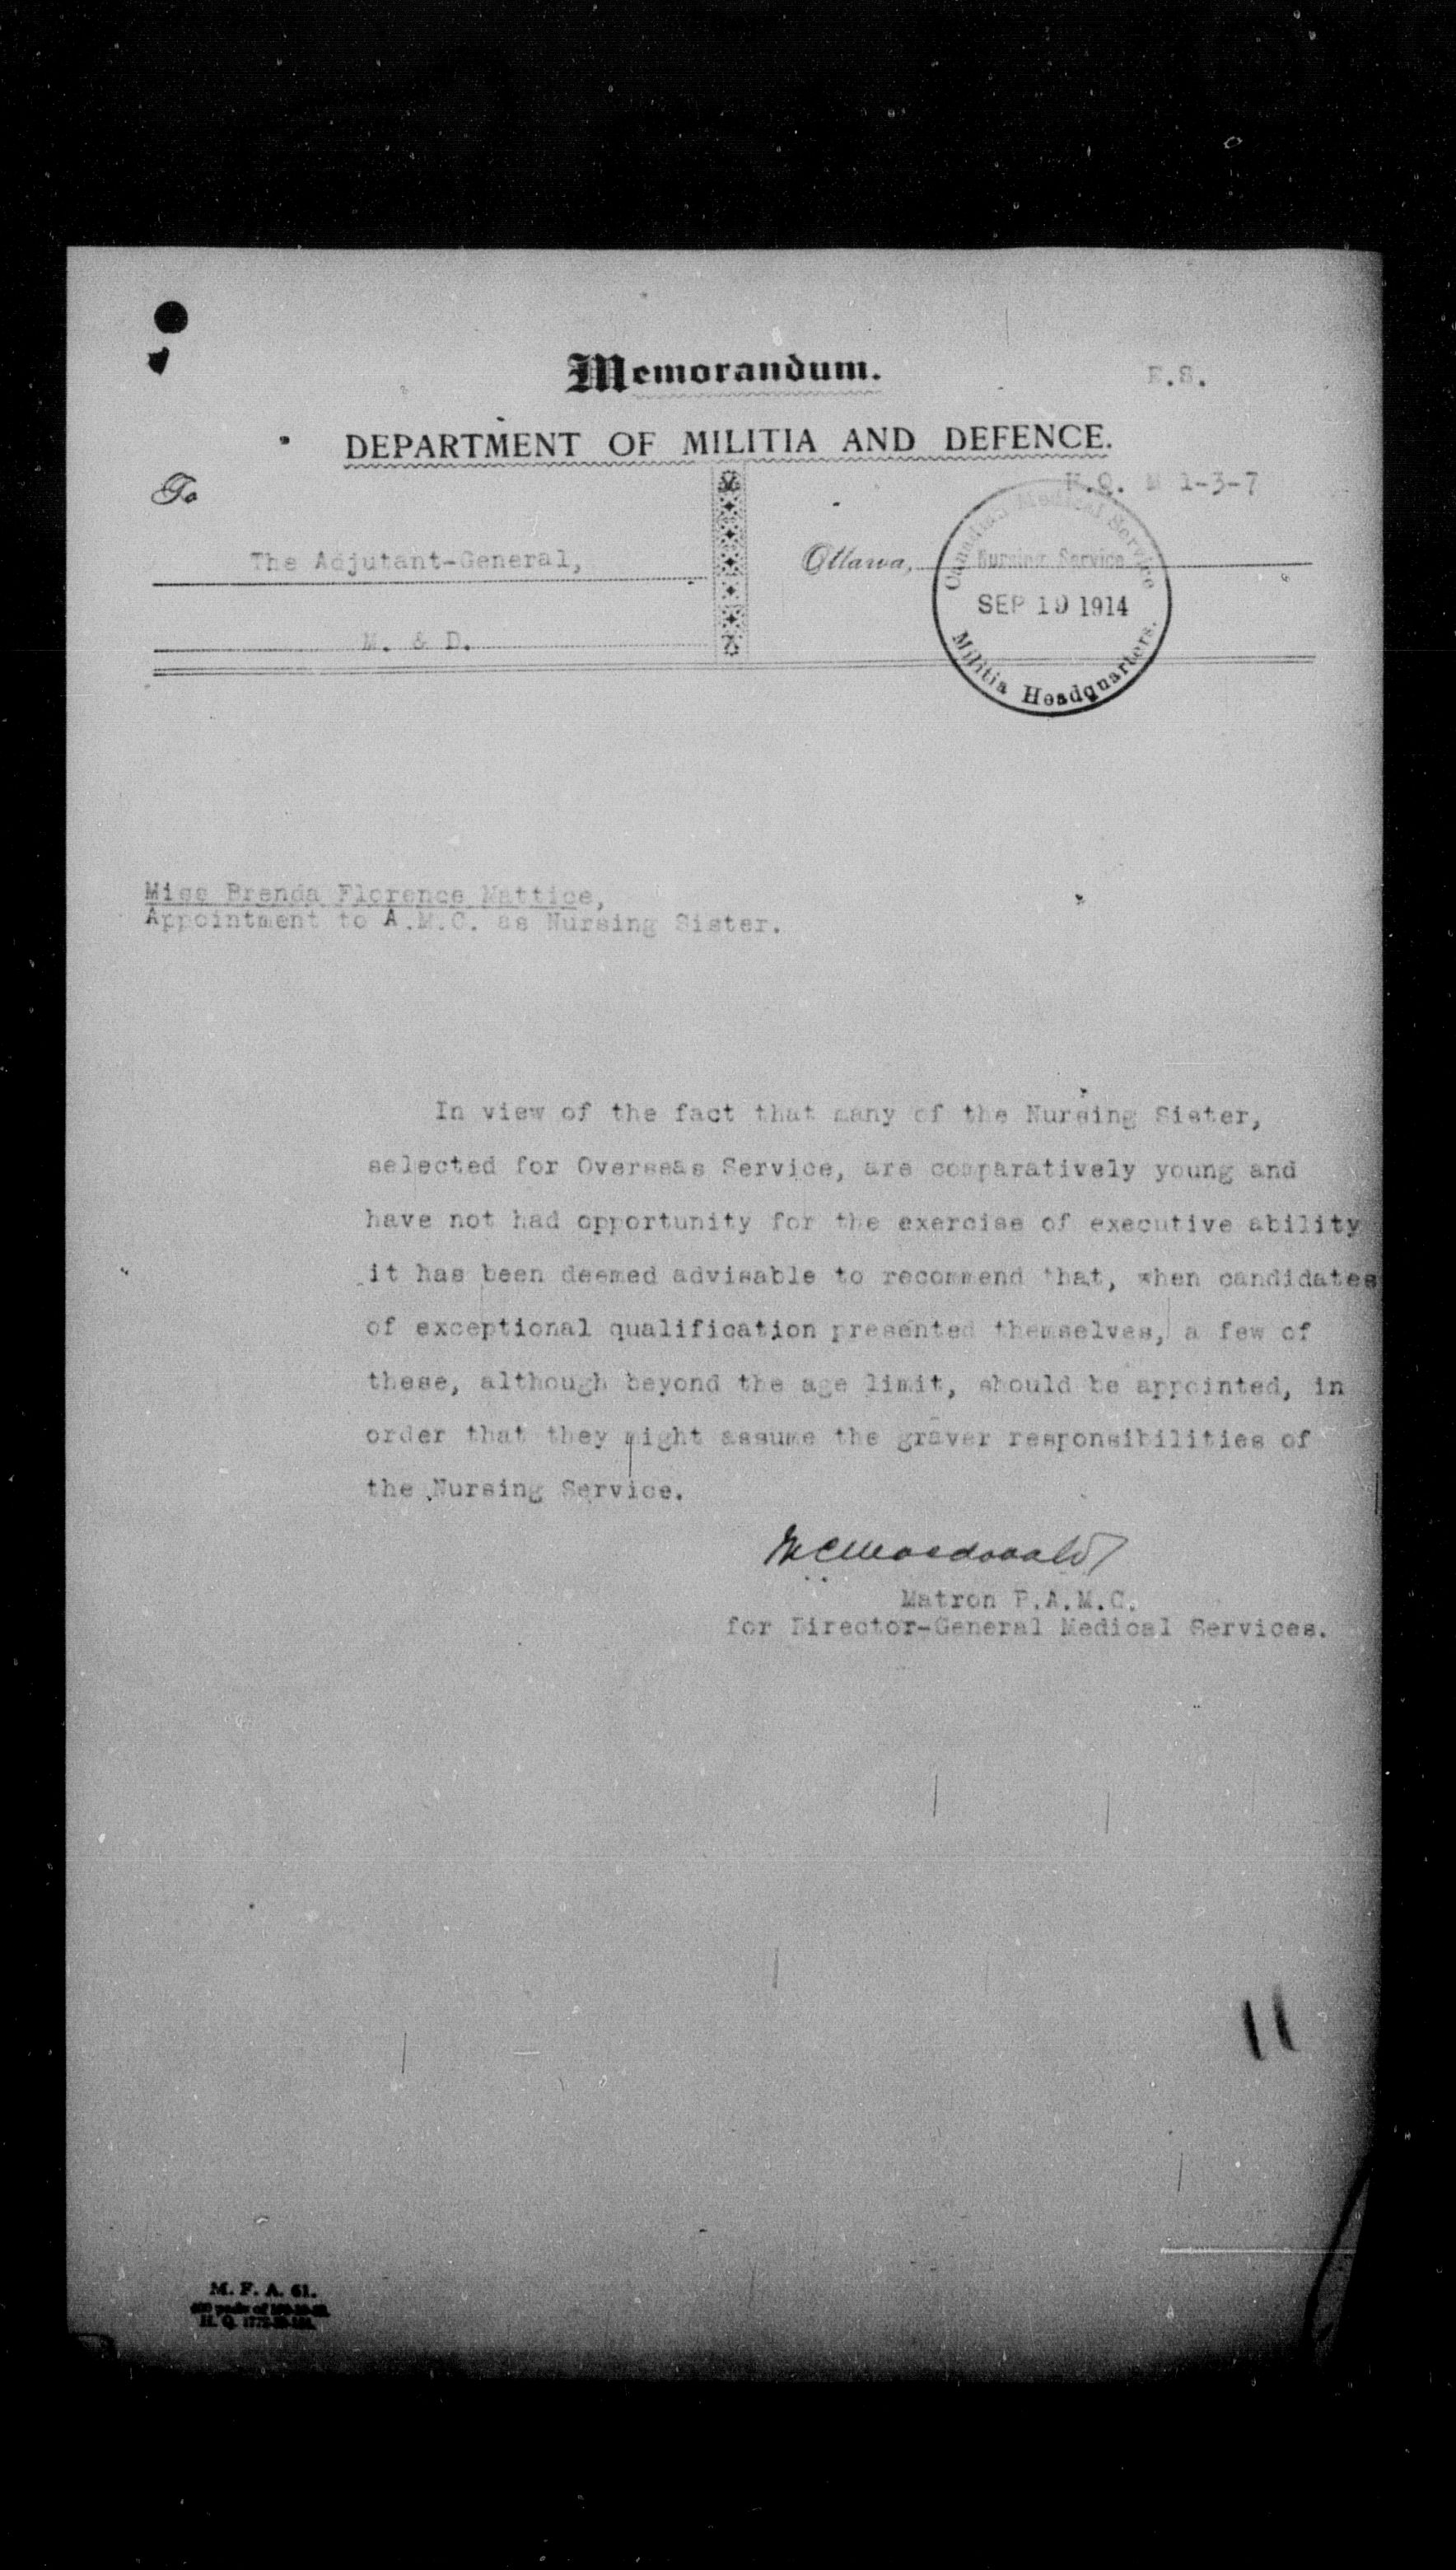 Memorandum.
DEPARTMENT OF MILITIA AND DEFENCE.
H.Q. M 1-3-7
To
The Adjutant-General,
M. & D.
Ottawa,
Canadian Medical Service
Nursing Service
SEP 19 1914
Militia Headquarters.
Miss Brenda Florence Mattice,
Appointment to A.M.C. as Nursing Sister.
In view of the fact that many of the Nursing Sister,
selected for Overseas Service, are comparatively young and
have not had opportunity for the exercise of executive ability
it has been deemed advisable to recommend that, when candidates
of exceptional qualification presented themselves, a few of
these, although beyond the age limit, should be appointed, in
order that they might assume the graver responsibilities of
the Nursing Service.
MCMacdonald
Matron P.A.M.C.
for Director-General Medical Services.
11
M. F. A. 61.
H. Q.